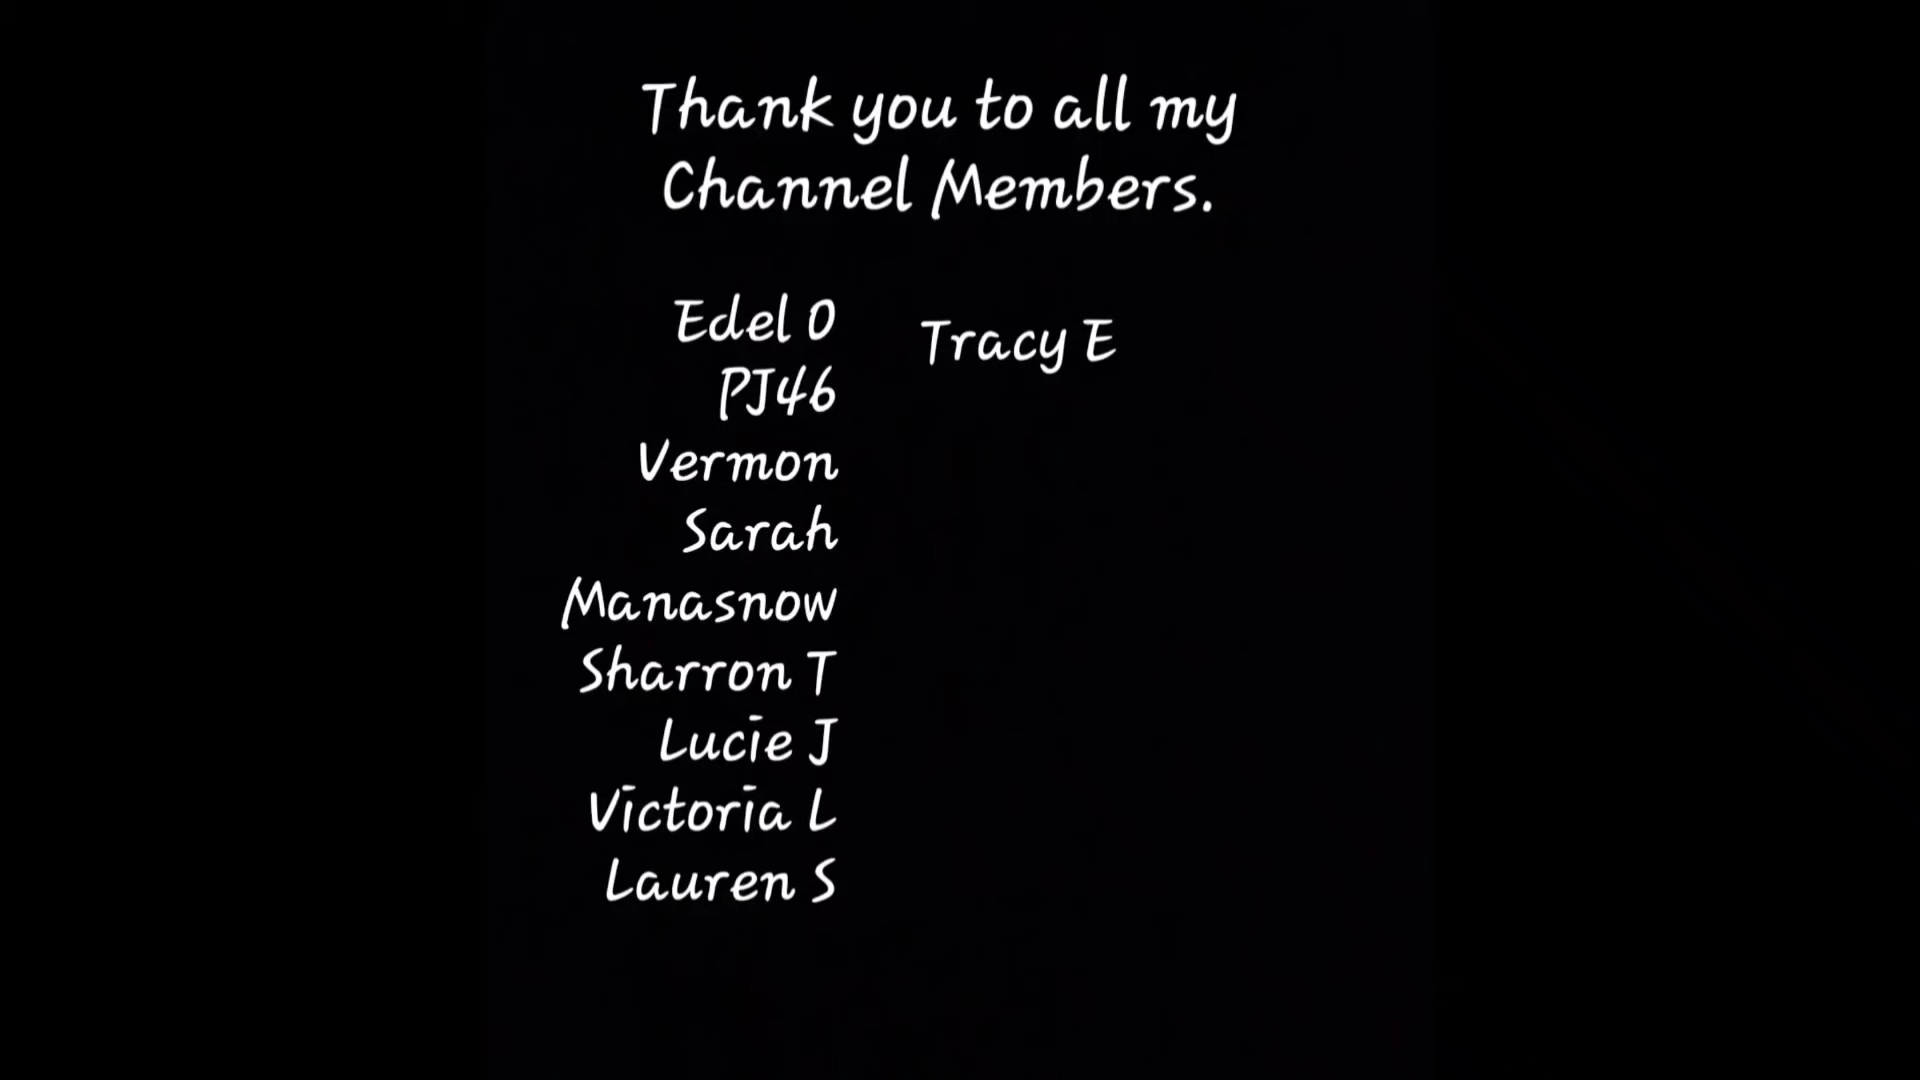 Thank you to all my
Channel Members.
Edel O
PJ46
Vermon
Sarah
Manasnow
Sharron T
Lucie J
Victoria L
Lauren S
Tracy E